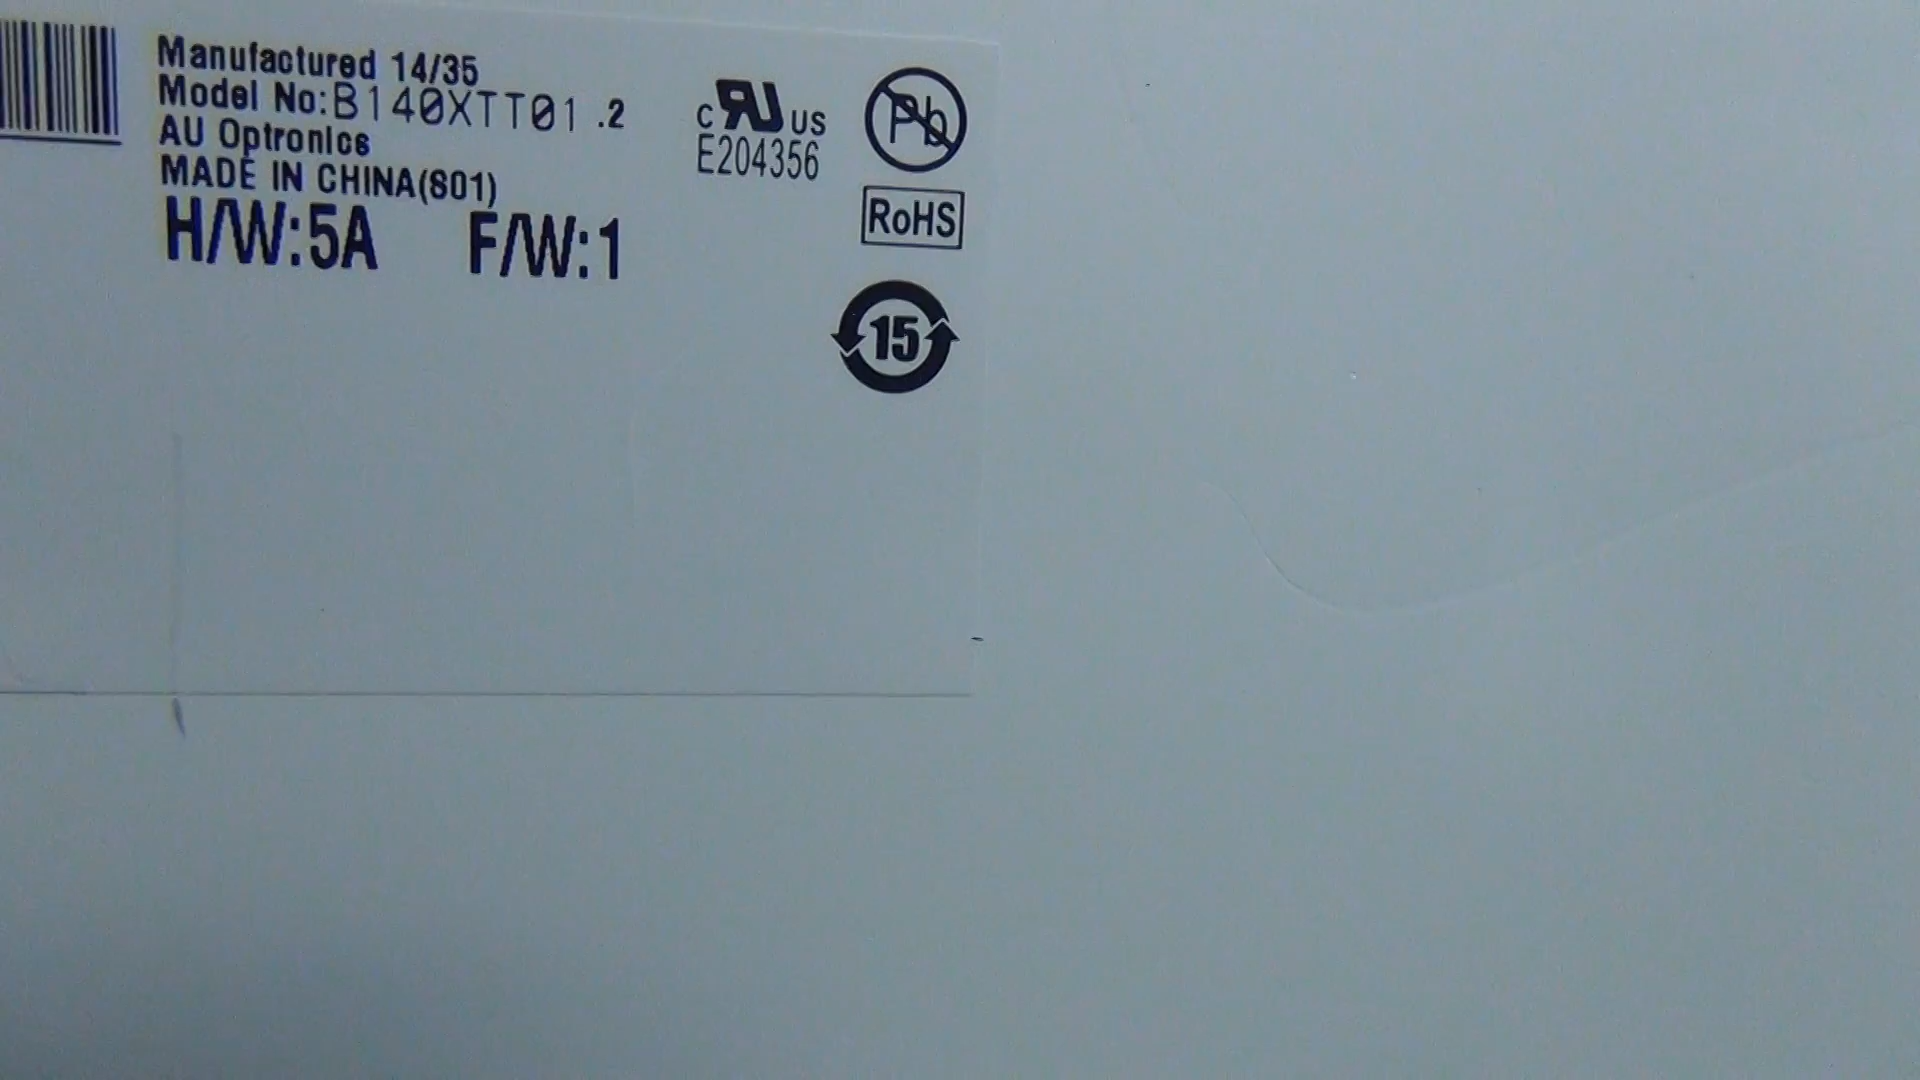 Manufactured 14/35
Model No:B140XTT01 .2
AU Optronics
MADE IN CHINA(S01)
H/W:5A F/W:1
c RU US
E204356
Pb
RoHS
15